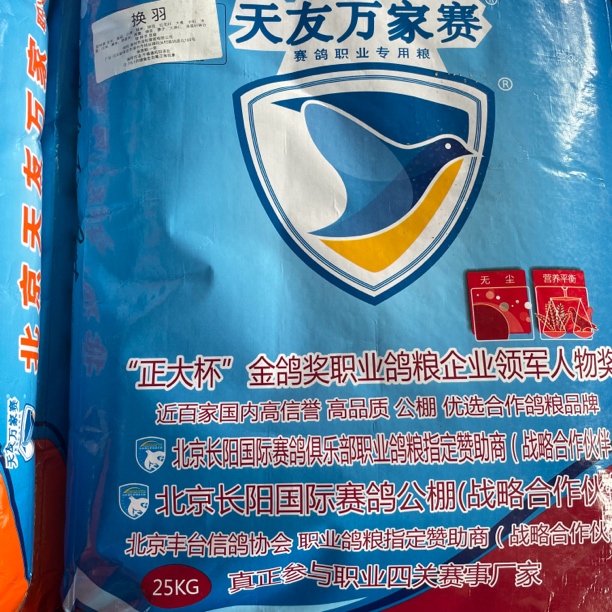 换羽
天友万家赛
赛鸽职业专用粮
®
无尘
营养平衡
“正大杯”金鸽奖职业鸽粮企业领军人物奖
近百家国内高信誉 高品质 公棚 优选合作鸽粮品牌
北京长阳国际赛鸽俱乐部职业鸽粮指定赞助商(战略合作伙伴
北京长阳国际赛鸽公棚(战略合作伙
北京丰台信鸽协会 职业鸽粮指定赞助商(战略合作伙
25KG
真正参与职业四关赛事厂家
北京天友万家
天友万家赛